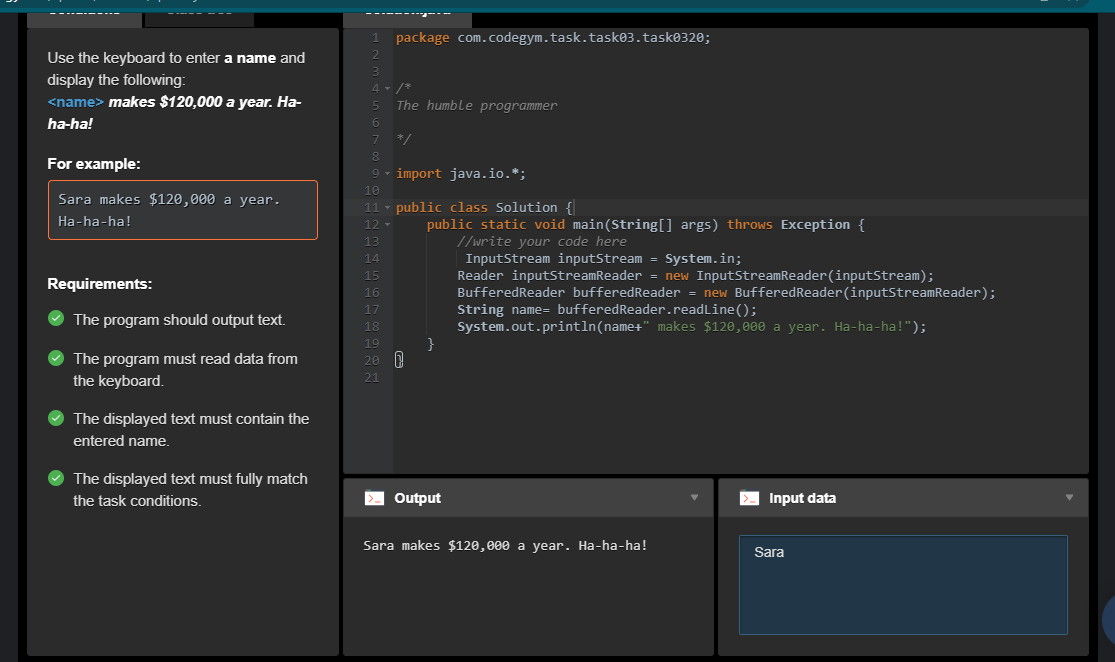 Use the keyboard to enter a name and
display the following:
<name> makes $120,000 a year. Ha-
ha-ha!
For example:
Sara makes $120,000 a year.
Ha-ha-ha!
Requirements:
The program should output text.
The program must read data from
the keyboard.
The displayed text must contain the
entered name.
The displayed text must fully match
the task conditions.
1 package com.codegym.task.task03.task0320;
2
3
4 /*
5 The humble programmer
6
7 */
8
9 import java.io.*;
10
11 public class Solution {
12 public static void main(String[] args) throws Exception {
13 //write your code here
14 InputStream inputStream = System.in;
15 Reader inputStreamReader = new InputStreamReader(inputStream);
16 BufferedReader bufferedReader = new BufferedReader(inputStreamReader);
17 String name= bufferedReader.readLine();
18 System.out.println(name+" makes $120,000 a year. Ha-ha-ha!");
19 }
20 }
21
Output
Sara makes $120,000 a year. Ha-ha-ha!
Input data
Sara